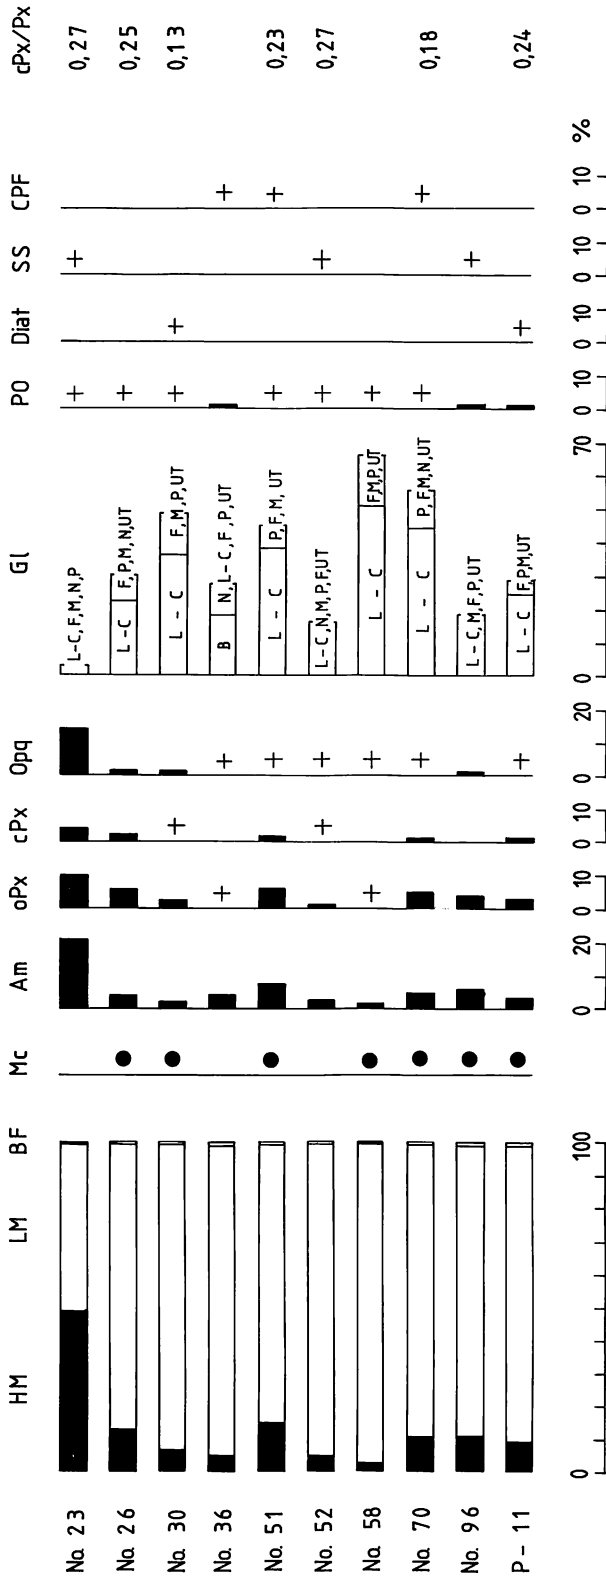 HM LM BF Mc Am oPx cPx Opq Gl PO Diat SS CPF cPx/Px
No. 23 L-C,F,M,N,P + + 0,27
No. 26 ● L-C F,P,M,N,UT + 0,25
No. 30 ● + L - C F,M,P,UT + + 0,13
No. 36 + + B N,L-C,F,P,UT +
No. 51 ● + L - C P,F,M,UT + + 0,23
No. 52 + + L-C,N,M,P,F,UT + + 0,27
No. 58 ● + + L - C F,M,P,UT +
No. 70 ● + L - C P,F,M,N,UT + + 0,18
No. 96 ● L-C,M,F,P,UT +
P - 11 ● + L - C F,P,M,UT + 0,24
0 100 0 20 0 10 0 10 0 20 0 70 0 10 0 10 0 10 0 10 %